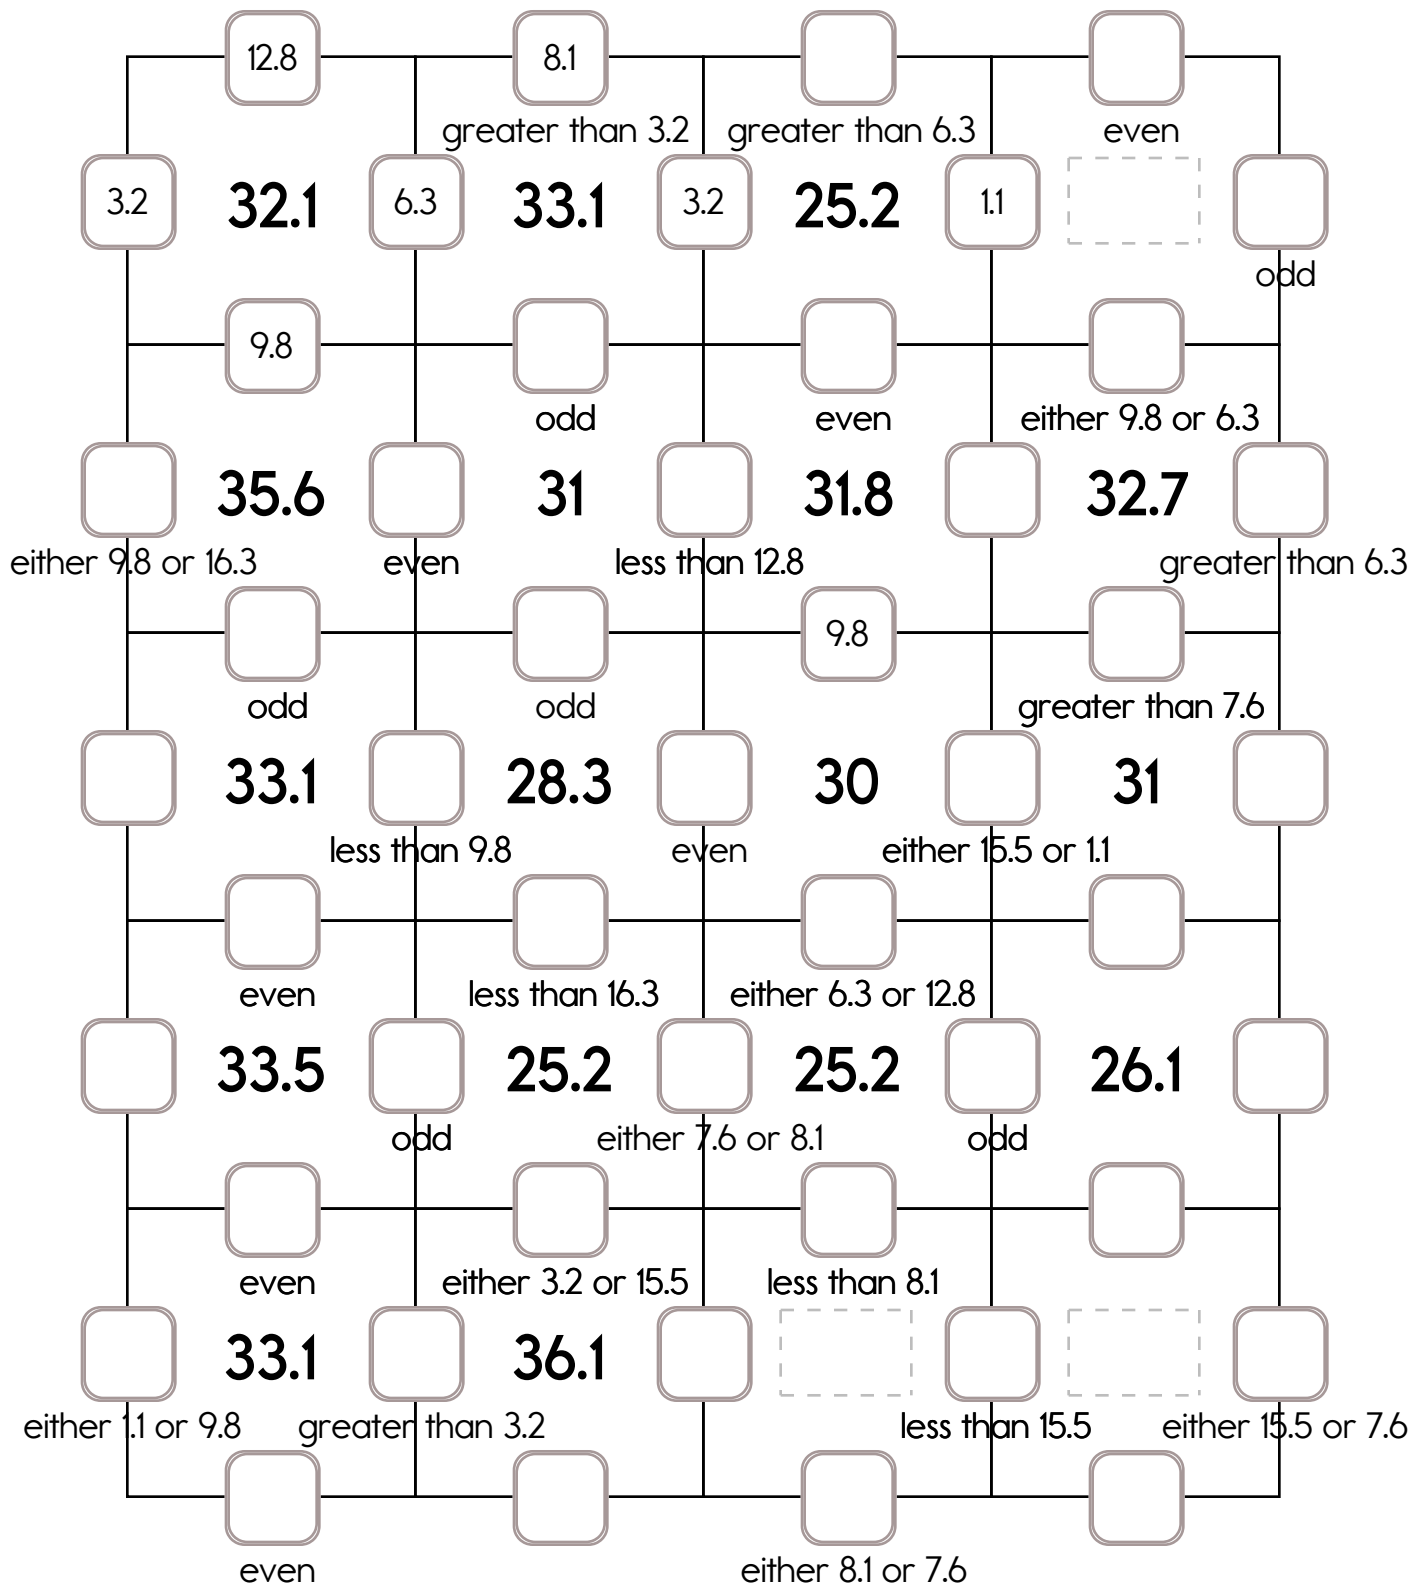 12.8 8.1
greater than 3.2 greater than 6.3 even
3.2 32.1 6.3 33.1 3.2 25.2 1.1
odd
9.8
odd even either 9.8 or 6.3
35.6 31 31.8 32.7
either 9.8 or 16.3 even less than 12.8 greater than 6.3
9.8
odd odd greater than 7.6
33.1 28.3 30 31
less than 9.8 even either 15.5 or 1.1
even less than 16.3 either 6.3 or 12.8
33.5 25.2 25.2 26.1
odd either 7.6 or 8.1 odd
even either 3.2 or 15.5 less than 8.1
33.1 36.1
either 1.1 or 9.8 greater than 3.2 less than 15.5 either 15.5 or 7.6
even either 8.1 or 7.6